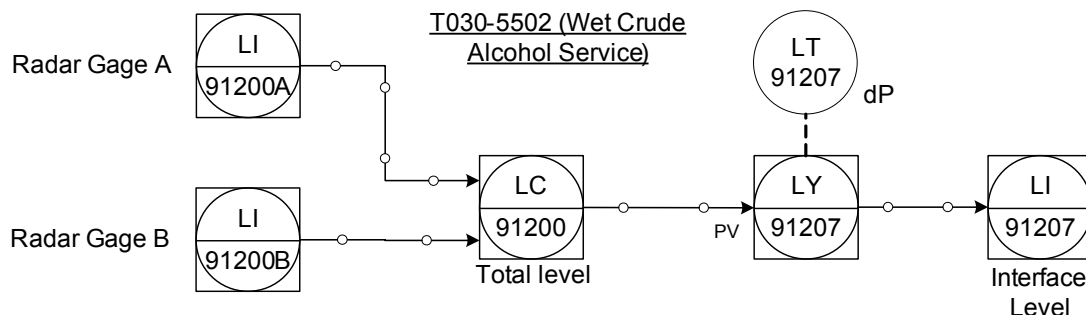 T030-5502 (Wet Crude
Alcohol Service)
Radar Gage A
LI
91200A
LT
91207
dP
Radar Gage B
LI
91200B
LC
91200
Total level
PV
LY
91207
LI
91207
Interface
Level